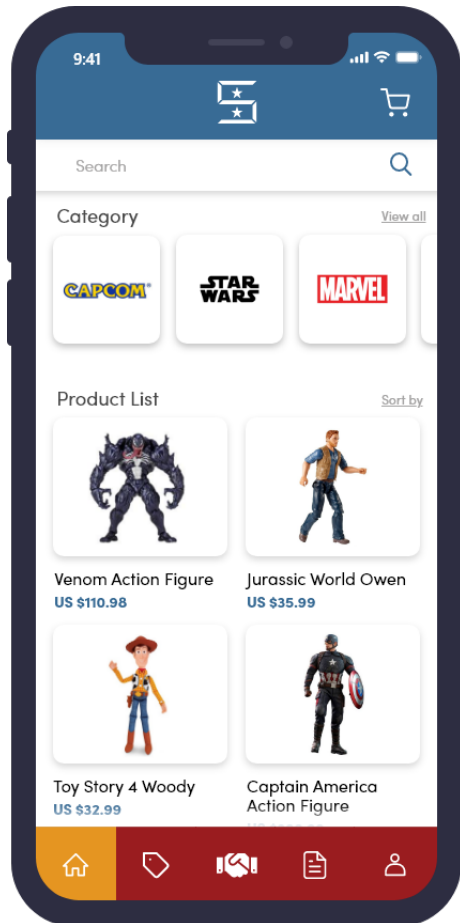 9:41
S
Search
Category
View all
CAPCOM®
STAR
WARS
MARVEL
Product List
Sort by
Venom Action Figure
Jurassic World Owen
US $110.98
US $35.99
Toy Story 4 Woody
Captain America
Action Figure
US $32.99